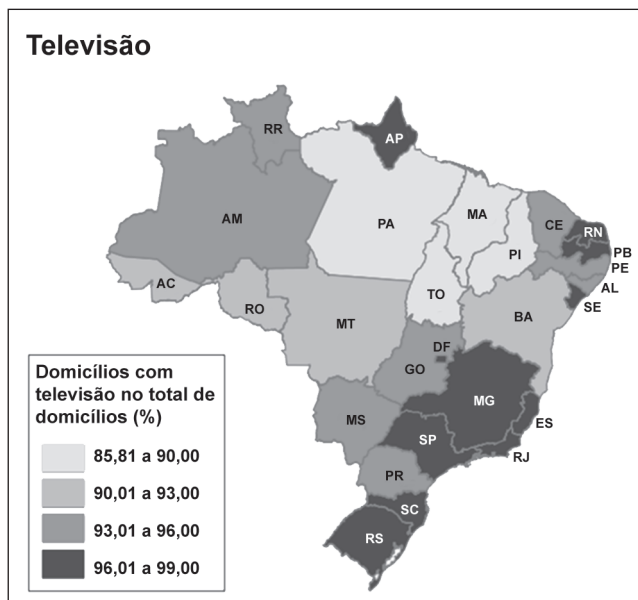 Televisão
RR
AP
AM
PA
MA
CE
RN
PB
PE
AL
SE
PI
AC
RO
TO
MT
BA
DF
GO
MG
ES
MS
SP
RJ
PR
SC
RS
Domicílios com
televisão no total de
domicílios (%)
85,81 a 90,00
90,01 a 93,00
93,01 a 96,00
96,01 a 99,00